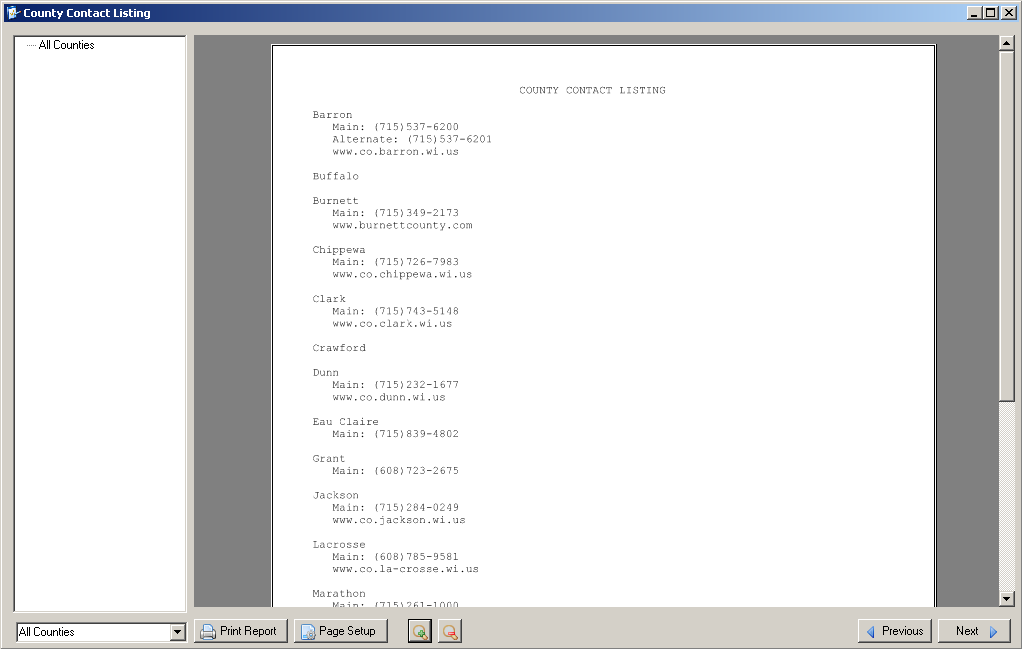 County Contact Listing
All Counties
COUNTY CONTACT LISTING
Barron
Main: (715)537-6200
Alternate: (715)537-6201
www.co.barron.wi.us
Buffalo
Burnett
Main: (715)349-2173
www.burnettcounty.com
Chippewa
Main: (715)726-7983
www.co.chippewa.wi.us
Clark
Main: (715)743-5148
www.co.clark.wi.us
Crawford
Dunn
Main: (715)232-1677
www.co.dunn.wi.us
Eau Claire
Main: (715)839-4802
Grant
Main: (608)723-2675
Jackson
Main: (715)284-0249
www.co.jackson.wi.us
Lacrosse
Main: (608)785-9581
www.co.la-crosse.wi.us
Marathon
Main: (715)261-1000
All Counties
Print Report
Page Setup
Previous
Next